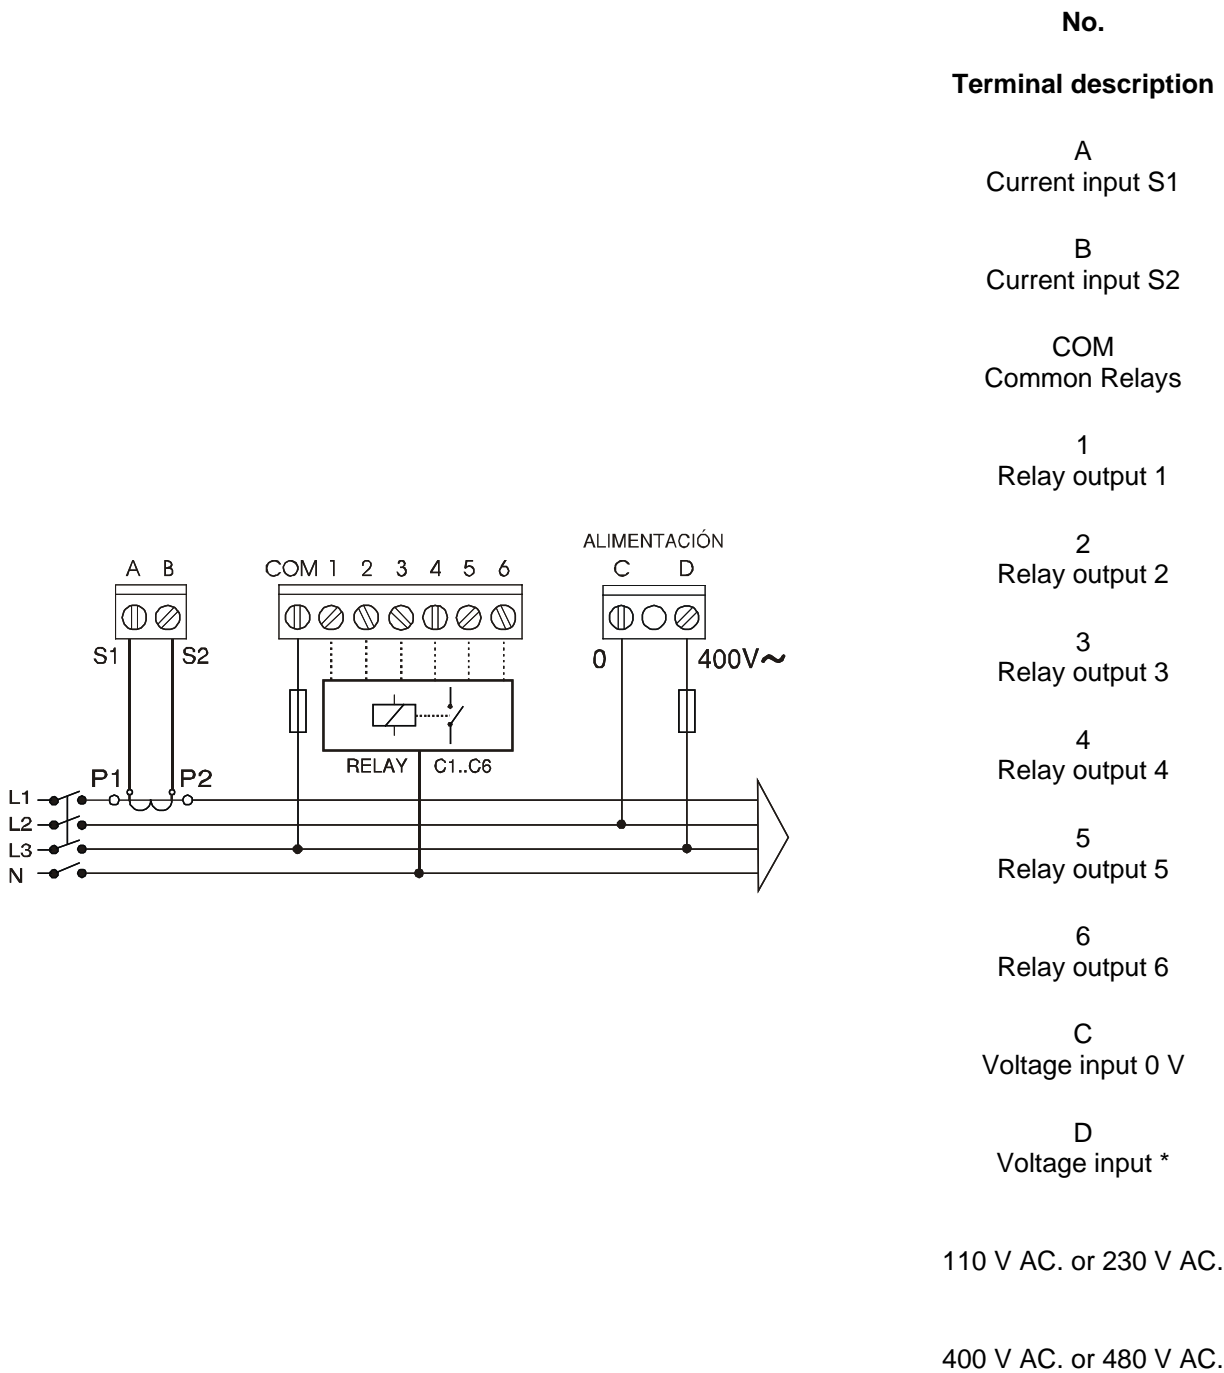 No.
Terminal description
A
Current input S1
B
Current input S2
COM
Common Relays
1
Relay output 1
2
Relay output 2
3
Relay output 3
4
Relay output 4
5
Relay output 5
6
Relay output 6
C
Voltage input 0 V
D
Voltage input *
110 V AC. or 230 V AC.
400 V AC. or 480 V AC.
ALIMENTACIÓN
A B COM 1 2 3 4 5 6 C D
S1 S2 0 400V~
RELAY C1..C6
P1 P2
L1
L2
L3
N